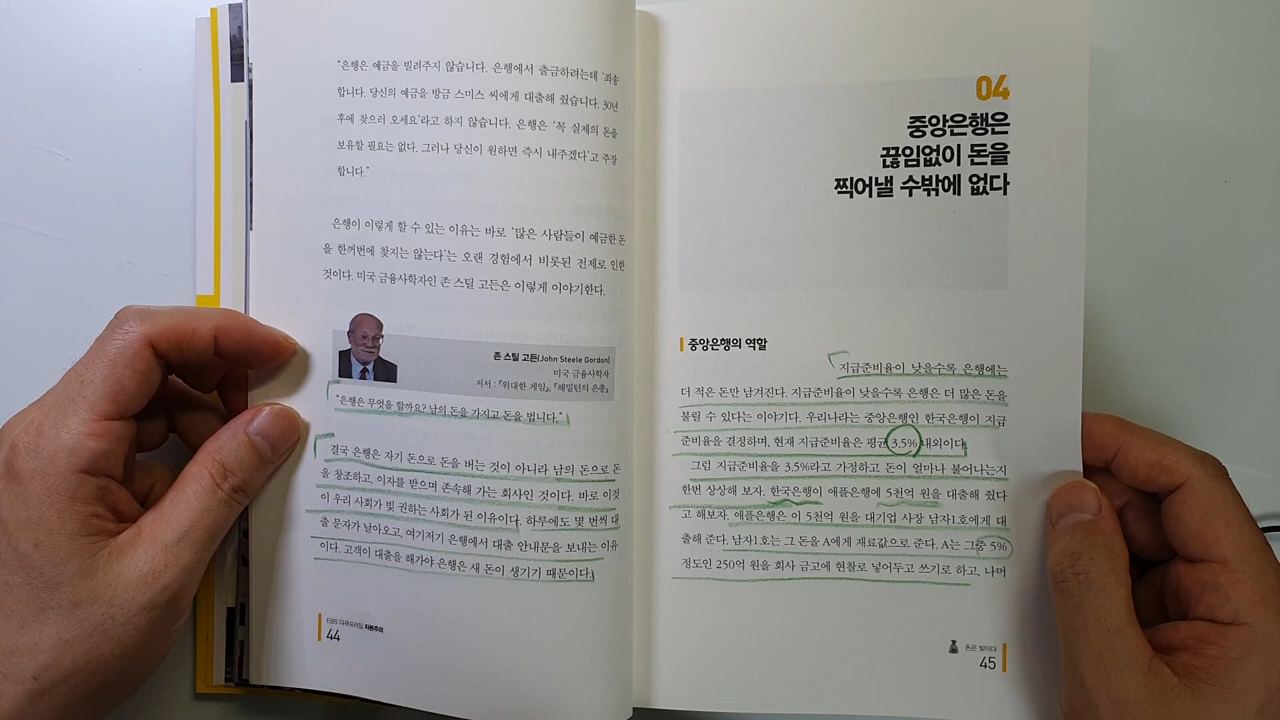 “은행은 예금을 빌려주지 않습니다. 은행에서 출금하려는데 ‘죄송
합니다. 당신의 예금을 방금 스미스 씨에게 대출해 줬습니다. 30년
후에 찾으러 오세요’라고 하지 않습니다. 은행은 ‘꼭 실제의 돈을
보유할 필요는 없다. 그러나 당신이 원하면 즉시 내주겠다’고 주장
합니다.”
은행이 이렇게 할 수 있는 이유는 바로 ‘많은 사람들이 예금한 돈
을 한꺼번에 찾지는 않는다’는 오랜 경험에서 비롯된 전제로 인한
것이다. 미국 금융사학자인 존 스틸 고든은 이렇게 이야기한다.
존 스틸 고든(John Steele Gordon)
미국 금융사학자
저서 : 『위대한 게임』, 『해밀턴의 은총』
“은행은 무엇을 할까요? 남의 돈을 가지고 돈을 법니다.”
결국 은행은 자기 돈으로 돈을 버는 것이 아니라 남의 돈으로 돈
을 창조하고, 이자를 받으며 존속해 가는 회사인 것이다. 바로 이것
이 우리 사회가 빚 권하는 사회가 된 이유이다. 하루에도 몇 번씩 대
출 문자가 날아오고, 여기저기 은행에서 대출 안내문을 보내는 이유
이다. 고객이 대출을 해가야 은행은 새 돈이 생기기 때문이다.
EBS 다큐프라임 자본주의
44
04
중앙은행은
끊임없이 돈을
찍어낼 수밖에 없다
중앙은행의 역할
지급준비율이 낮을수록 은행에는
더 적은 돈만 남겨진다. 지급준비율이 낮을수록 은행은 더 많은 돈을
불릴 수 있다는 이야기다. 우리나라는 중앙은행인 한국은행이 지급
준비율을 결정하며, 현재 지급준비율은 평균 3.5% 내외이다.
그럼 지급준비율을 3.5%라고 가정하고 돈이 얼마나 불어나는지
한번 상상해 보자. 한국은행이 애플은행에 5천억 원을 대출해 줬다
고 해보자. 애플은행은 이 5천억 원을 대기업 사장 남자1호에게 대
출해 준다. 남자1호는 그 돈을 A에게 재료값으로 준다. A는 그중 5%
정도인 250억 원을 회사 금고에 현찰로 넣어두고 쓰기로 하고, 나머
돈은 빚이다
45